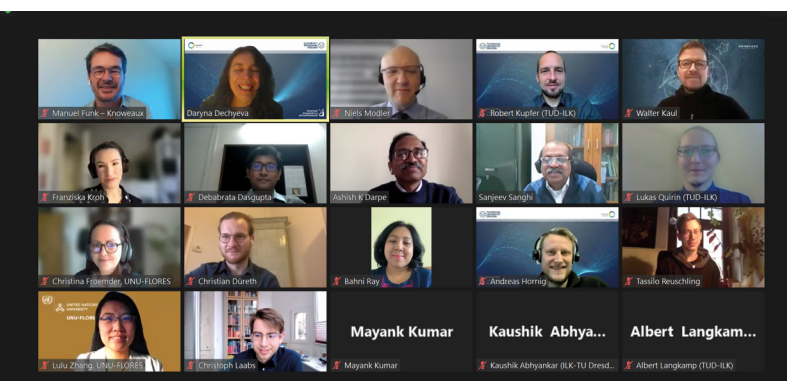 Manuel Funk – Knoweaux
Daryna Dechyeva
Niels Modler
Robert Kupfer (TUD-ILK)
Walter Kaul
Franziska Kroh
Debabrata Dasgupta
Ashish K Darpe
Sanjeev Sanghi
Lukas Quirin (TUD-ILK)
Christina Froemder, UNU-FLORES
Christian Düreth
Bahni Ray
Andreas Hornig
Tassilo Reuschling
UNITED NATIONS
UNIVERSITY
UNU-FLORES
Lulu Zhang, UNU-FLORES
Christoph Laabs
Mayank Kumar
Mayank Kumar
Kaushik Abhya...
Kaushik Abhyankar (ILK-TU Dresd...
Albert Langkam...
Albert Langkamp (TUD-ILK)